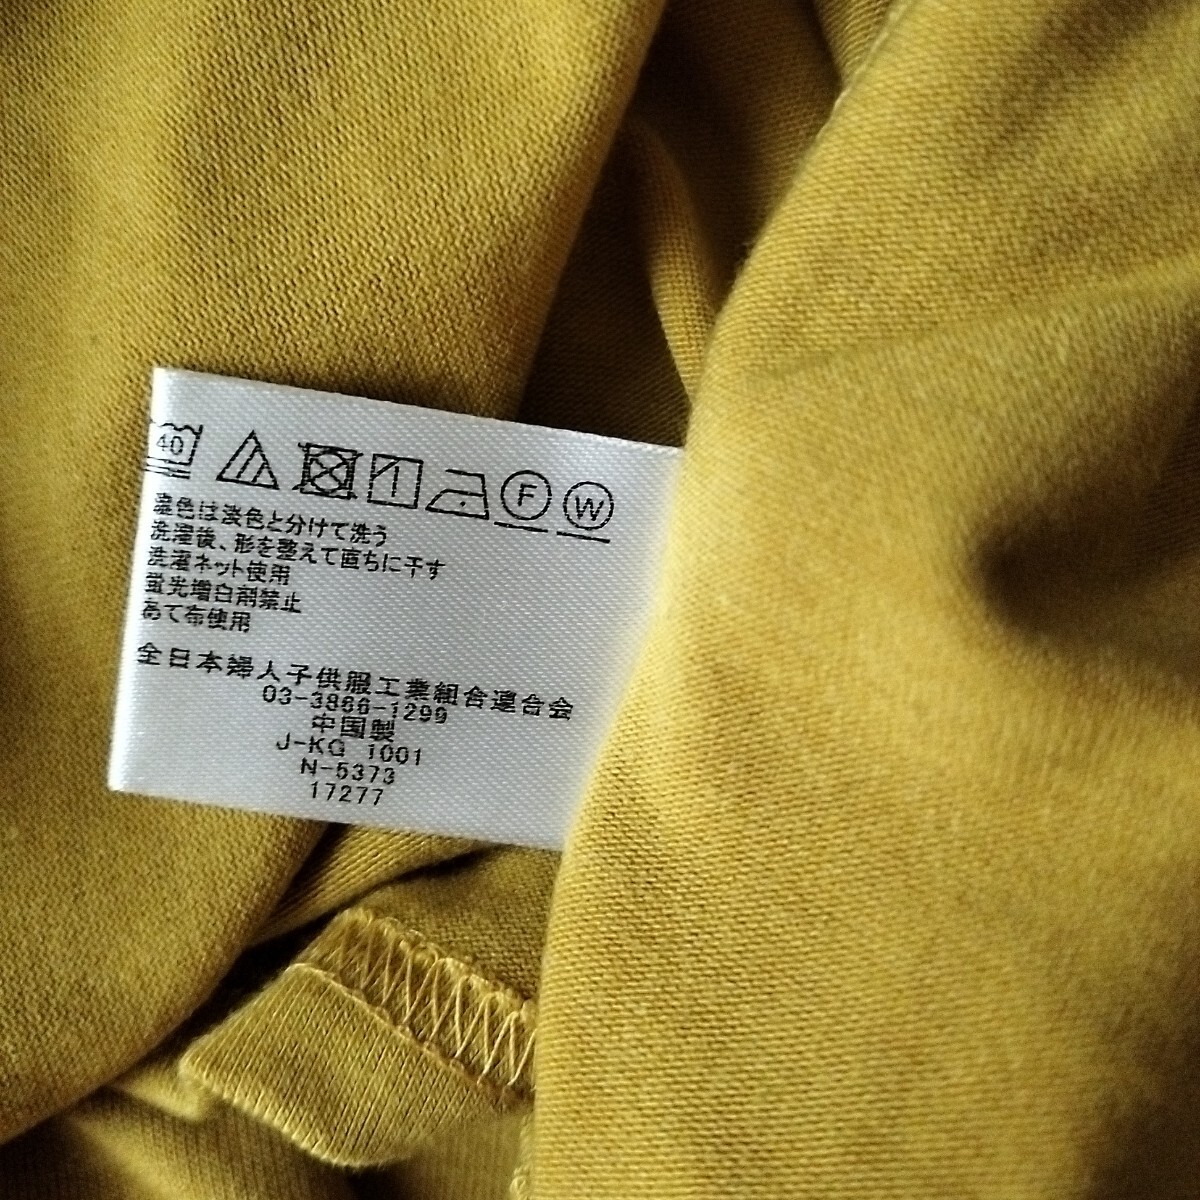 40 F W
濃色は淡色と分けて洗う
洗濯後、形を整えて直ちに干す
洗濯ネット使用
蛍光増白剤禁止
あて布使用
全日本婦人子供服工業組合連合会
03-3866-1299
中国製
J-KG 1001
N-5373
17277